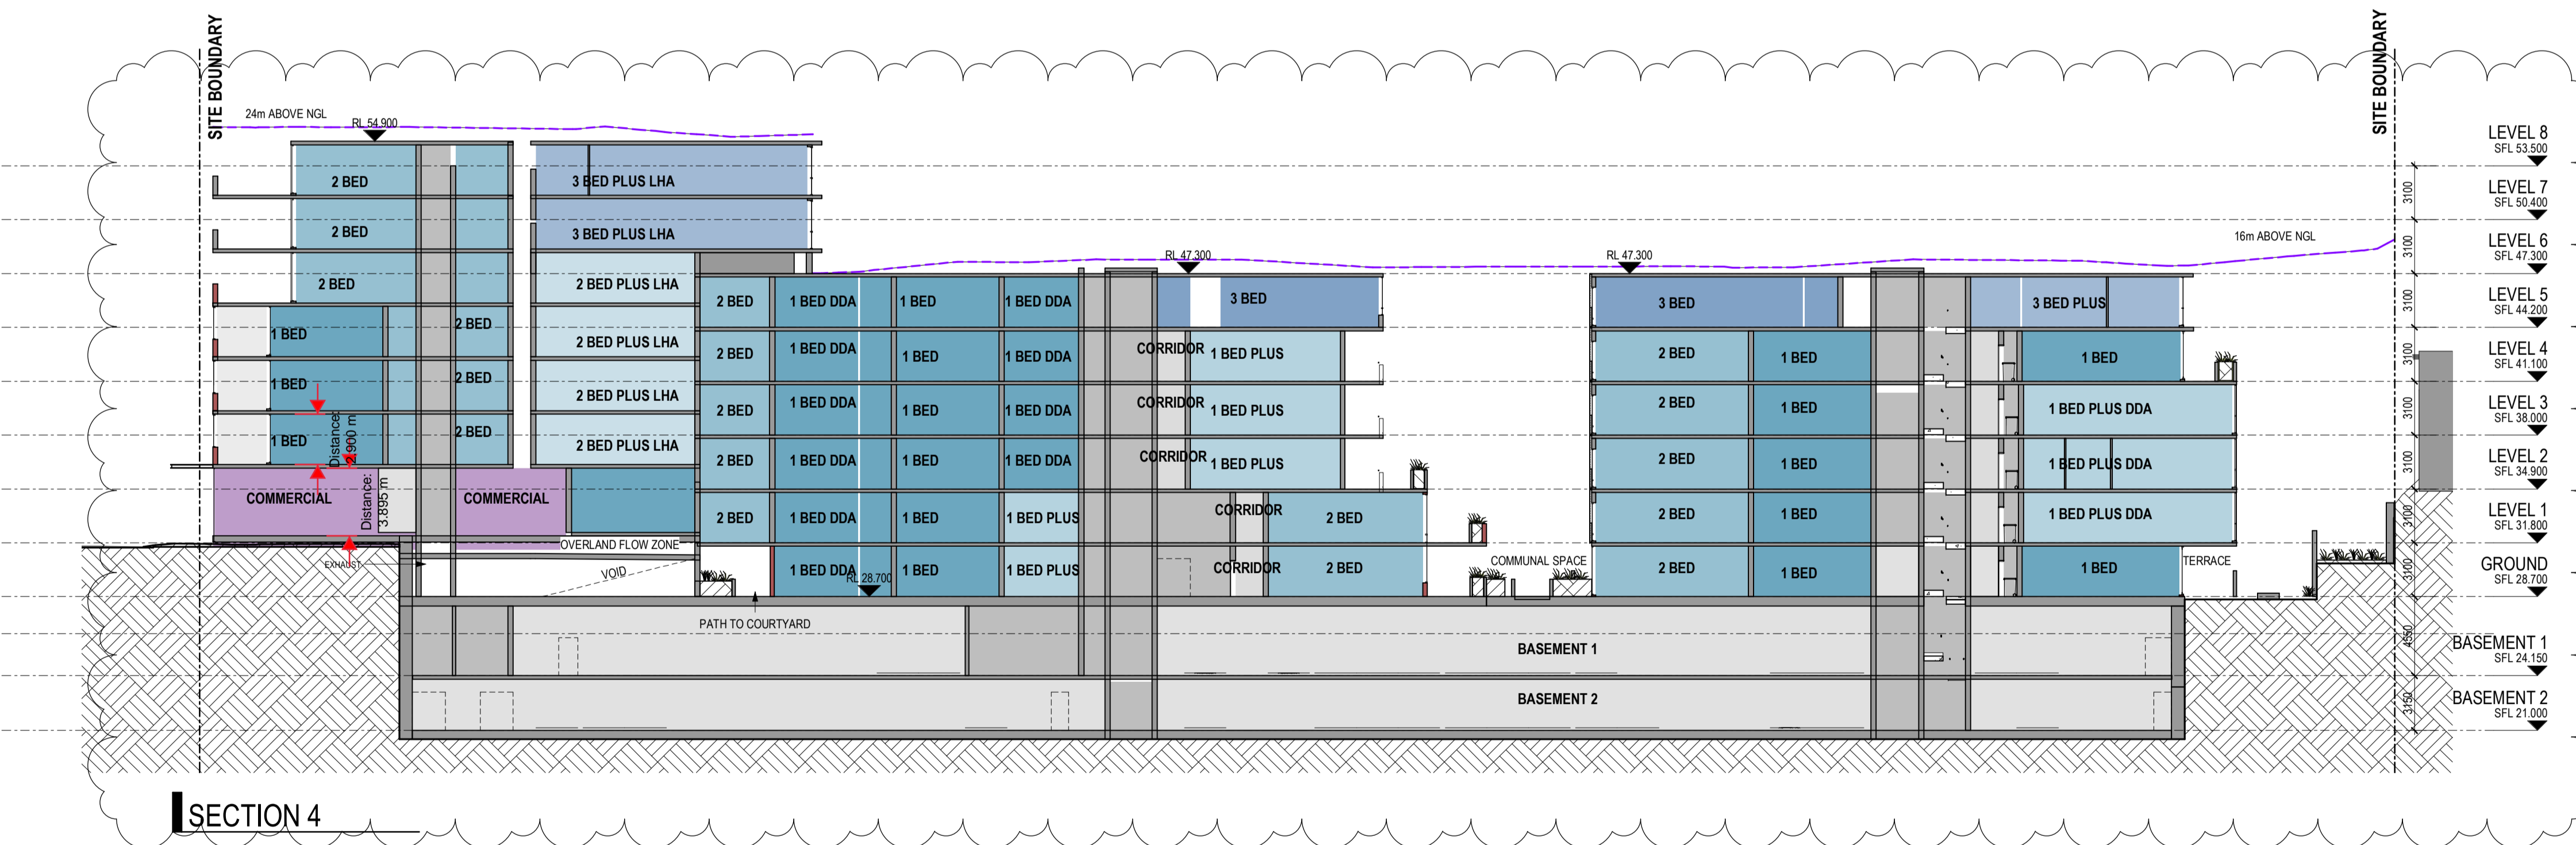 SITE BOUNDARY
SITE BOUNDARY
24m ABOVE NGL
RL 54.900
LEVEL 8
SFL 53.500
2 BED
3 BED PLUS LHA
3100
LEVEL 7
SFL 50.400
2 BED
3 BED PLUS LHA
3100
16m ABOVE NGL
LEVEL 6
SFL 47.300
RL 47.300
RL 47.300
2 BED
2 BED PLUS LHA
2 BED
1 BED DDA
1 BED
1 BED DDA
3 BED
3 BED
3 BED PLUS
3100
LEVEL 5
SFL 44.200
1 BED
2 BED
2 BED PLUS LHA
2 BED
1 BED DDA
1 BED
1 BED DDA
CORRIDOR
1 BED PLUS
2 BED
1 BED
1 BED
3100
LEVEL 4
SFL 41.100
1 BED
2 BED
2 BED PLUS LHA
2 BED
1 BED DDA
1 BED
1 BED DDA
CORRIDOR
1 BED PLUS
2 BED
1 BED
1 BED PLUS DDA
3100
LEVEL 3
SFL 38.000
Distance:
2.900 m
1 BED
2 BED
2 BED PLUS LHA
2 BED
1 BED DDA
1 BED
1 BED DDA
CORRIDOR
1 BED PLUS
2 BED
1 BED
1 BED PLUS DDA
3100
LEVEL 2
SFL 34.900
COMMERCIAL
Distance:
3.895 m
COMMERCIAL
2 BED
1 BED DDA
1 BED
1 BED PLUS
CORRIDOR
2 BED
2 BED
1 BED
1 BED PLUS DDA
3100
LEVEL 1
SFL 31.800
OVERLAND FLOW ZONE
EXHAUST
VOID
1 BED DDA
RL 28.700
1 BED
1 BED PLUS
CORRIDOR
2 BED
COMMUNAL SPACE
2 BED
1 BED
1 BED
TERRACE
3100
GROUND
SFL 28.700
PATH TO COURTYARD
BASEMENT 1
4550
BASEMENT 1
SFL 24.150
BASEMENT 2
3150
BASEMENT 2
SFL 21.000
SECTION 4